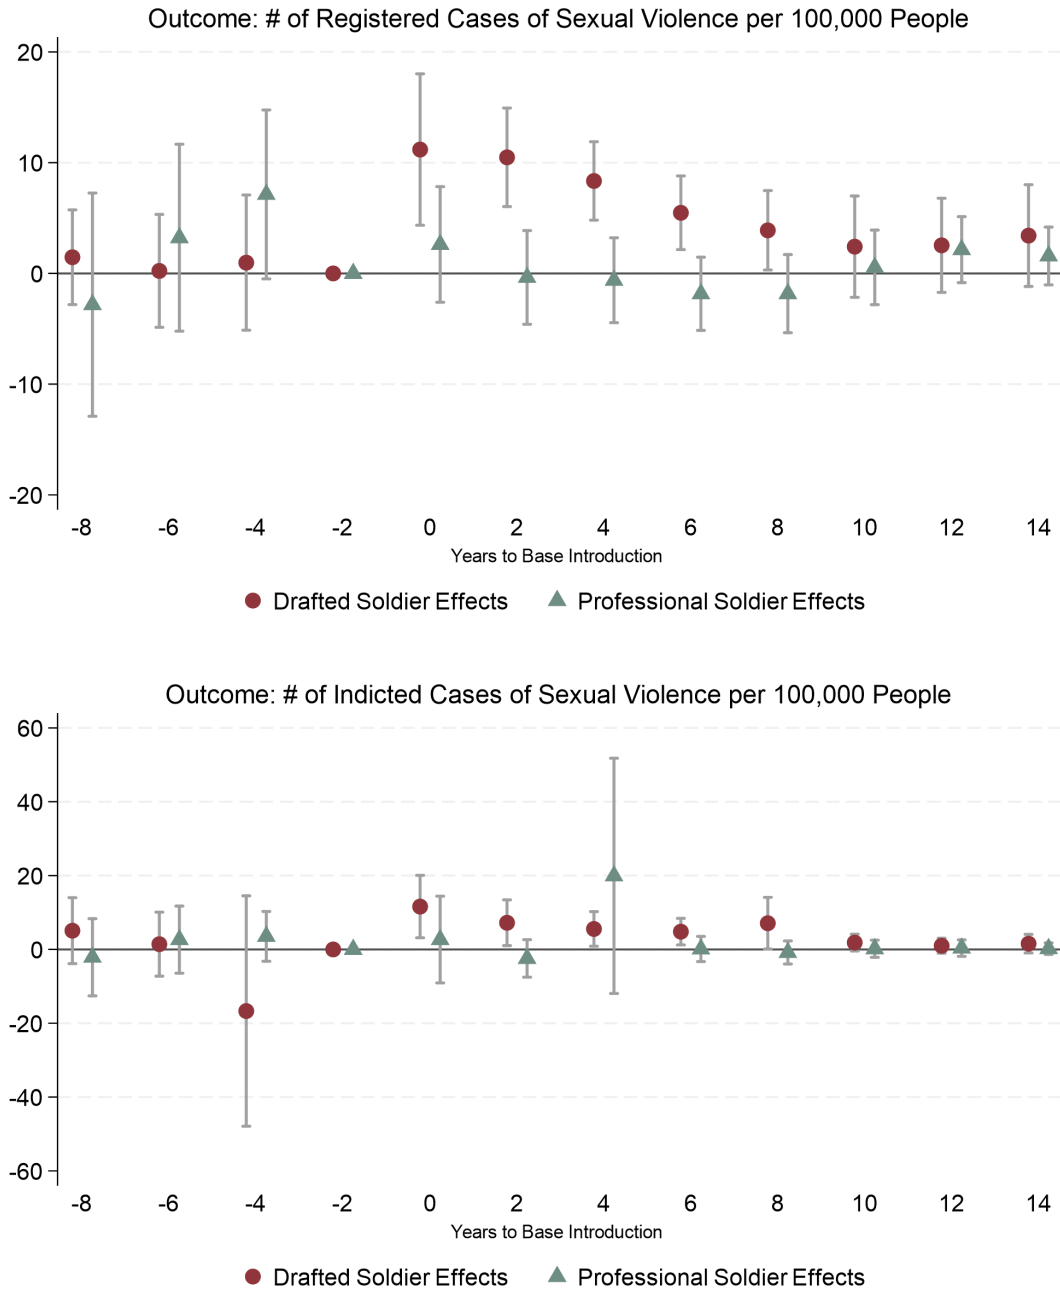 Outcome: # of Registered Cases of Sexual Violence per 100,000 People
20
10
0
-10
-20
-8 -6 -4 -2 0 2 4 6 8 10 12 14
Years to Base Introduction
Drafted Soldier Effects Professional Soldier Effects
Outcome: # of Indicted Cases of Sexual Violence per 100,000 People
60
40
20
0
-20
-40
-60
-8 -6 -4 -2 0 2 4 6 8 10 12 14
Years to Base Introduction
Drafted Soldier Effects Professional Soldier Effects